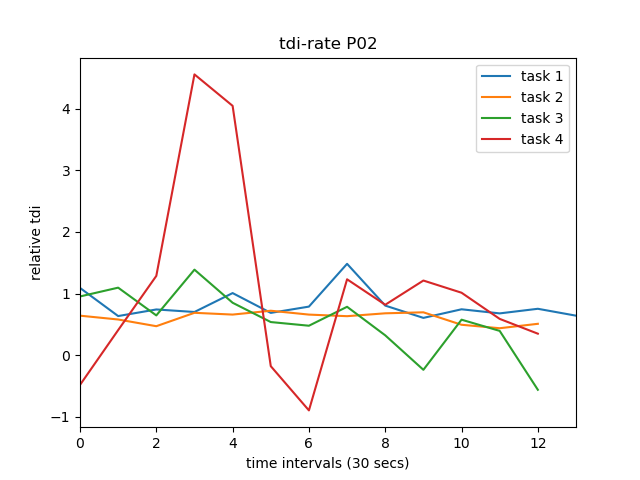 tdi-rate P02
task 1
task 2
task 3
task 4
relative tdi
4
3
2
1
0
−1
0 2 4 6 8 10 12
time intervals (30 secs)